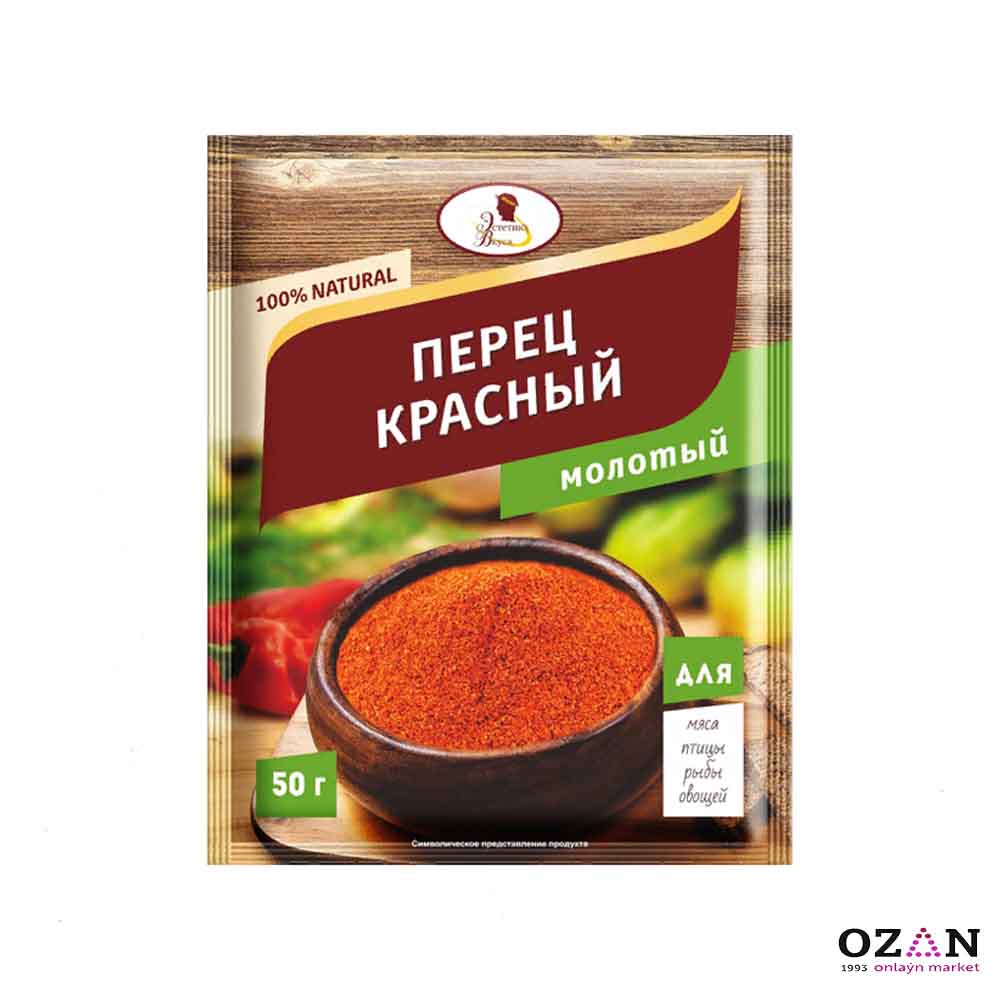 Эстетика
Вкуса
100% NATURAL
ПЕРЕЦ
КРАСНЫЙ
молотый
для
мяса
птицы
рыбы
овощей
50 г
Символическое представление продукта
OZAN
1993 onlaýn market